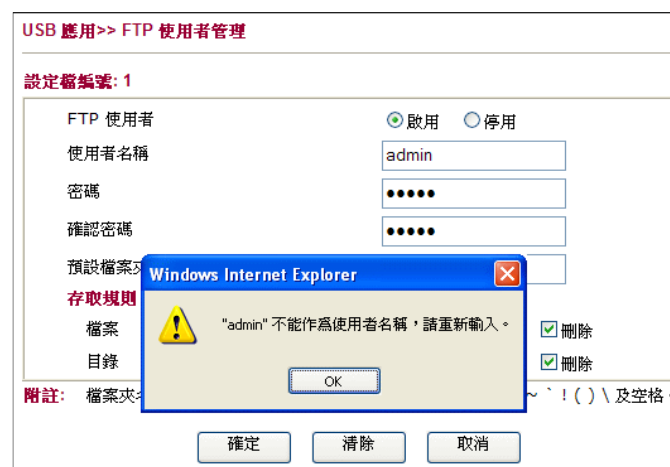 USB 應用>> FTP 使用者管理
設定檔編號: 1
FTP 使用者 啟用 停用
使用者名稱 admin
密碼 •••••
確認密碼 •••••
預設檔案夾
Windows Internet Explorer
"admin" 不能作為使用者名稱，請重新輸入。
OK
存取規則
檔案 刪除
目錄 刪除
附註: 檔案夾名 ~ ` ! ( ) \ 及空格。
確定 清除 取消